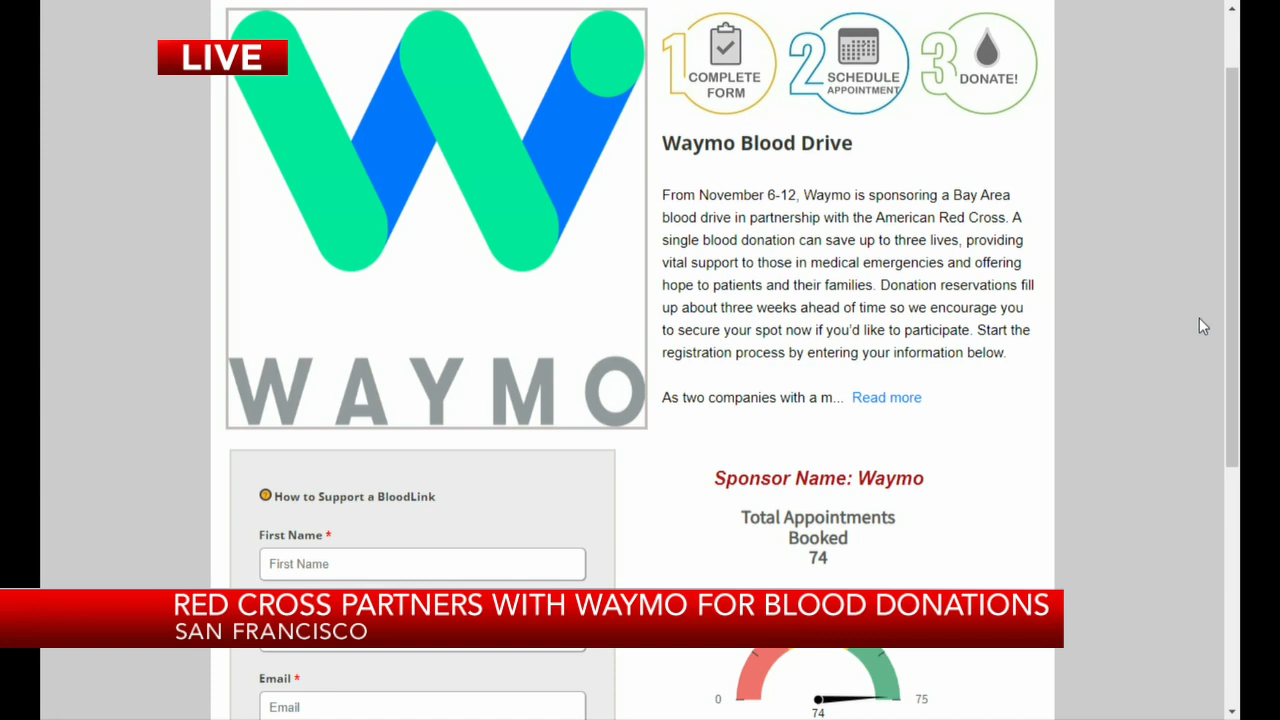 LIVE
WAYMO
1
COMPLETE
FORM
2
SCHEDULE
APPOINTMENT
3
DONATE!
Waymo Blood Drive
From November 6-12, Waymo is sponsoring a Bay Area
blood drive in partnership with the American Red Cross. A
single blood donation can save up to three lives, providing
vital support to those in medical emergencies and offering
hope to patients and their families. Donation reservations fill
up about three weeks ahead of time so we encourage you
to secure your spot now if you'd like to participate. Start the
registration process by entering your information below.
As two companies with a m... Read more
How to Support a BloodLink
First Name *
First Name
Sponsor Name: Waymo
Total Appointments
Booked
74
RED CROSS PARTNERS WITH WAYMO FOR BLOOD DONATIONS
SAN FRANCISCO
Email *
Email
0
75
74